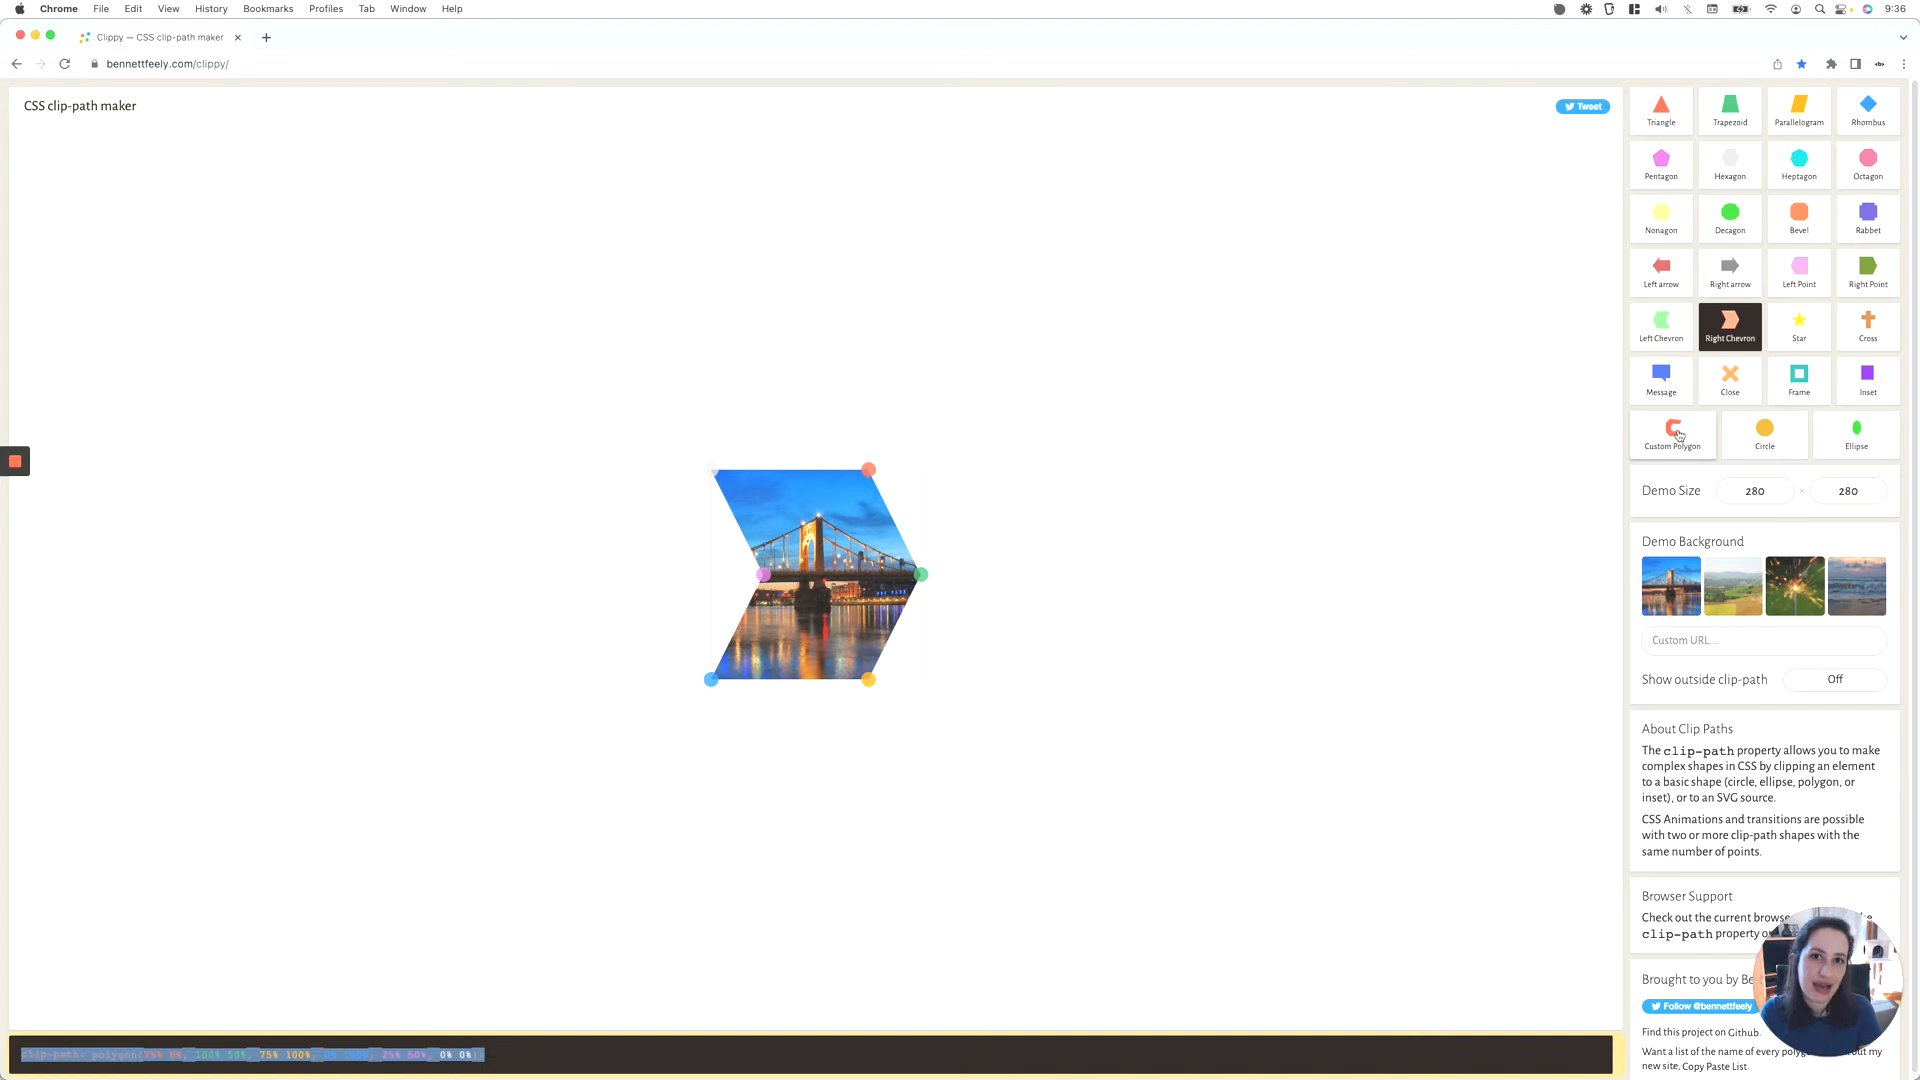 Chrome File Edit View History Bookmarks Profiles Tab Window Help 9:36
Clippy — CSS clip-path maker
bennettfeely.com/clippy/
CSS clip-path maker
Tweet
Triangle Trapezoid Parallelogram Rhombus
Pentagon Hexagon Heptagon Octagon
Nonagon Decagon Bevel Rabbet
Left arrow Right arrow Left Point Right Point
Left Chevron Right Chevron Star Cross
Message Close Frame Inset
Custom Polygon Circle Ellipse
Demo Size 280 × 280
Demo Background
Custom URL...
Show outside clip-path Off
About Clip Paths
The clip-path property allows you to make
complex shapes in CSS by clipping an element
to a basic shape (circle, ellipse, polygon, or
inset), or to an SVG source.
CSS Animations and transitions are possible
with two or more clip-path shapes with the
same number of points.
Browser Support
Check out the current
clip-path property
Brought to you by
Follow @bennettfeely
Find this project on Github
Want a list of the name of every my
new site, Copy Paste List.
clip-path: polygon(75% 0%, 100% 50%, 75% 100%, 0% 100%, 25% 50%, 0% 0%);